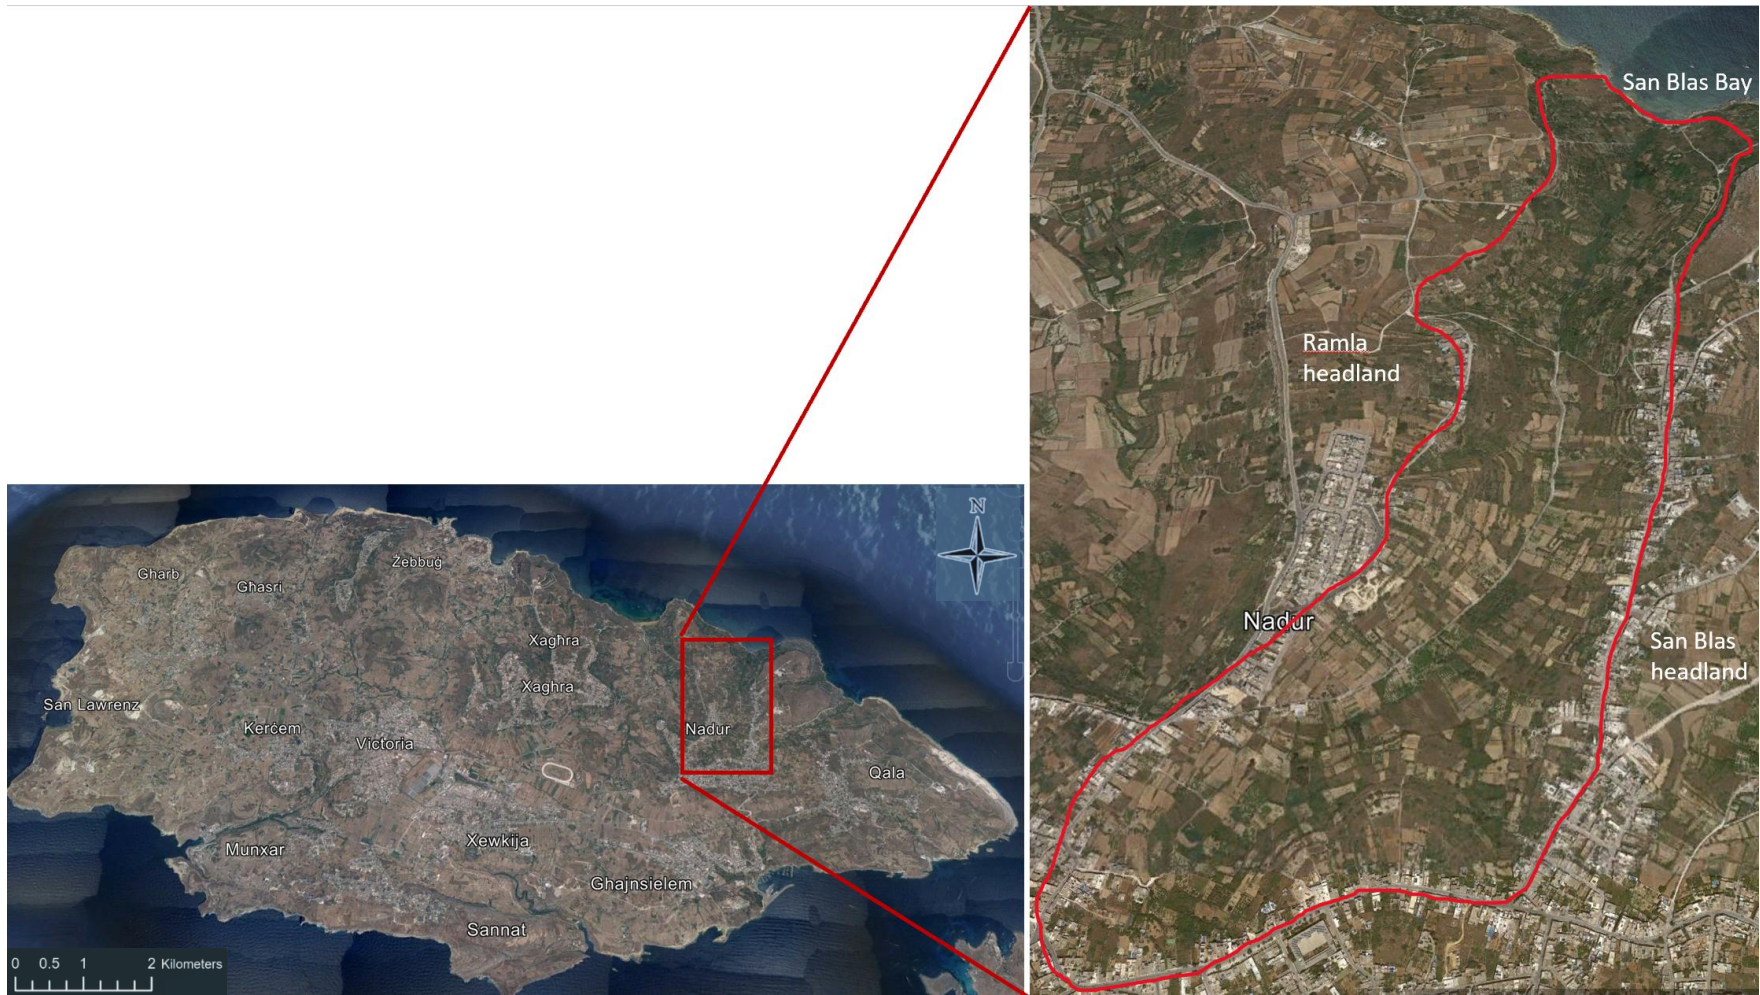 San Blas Bay
Ramla
headland
Nadur
San Blas
headland
N
Żebbuġ
Għarb
Għasri
Xagħra
Xagħra
San Lawrenz
Kerċem
Victoria
Nadur
Qala
Xewkija
Munxar
Għajnsielem
Sannat
0 0.5 1 2 Kilometers